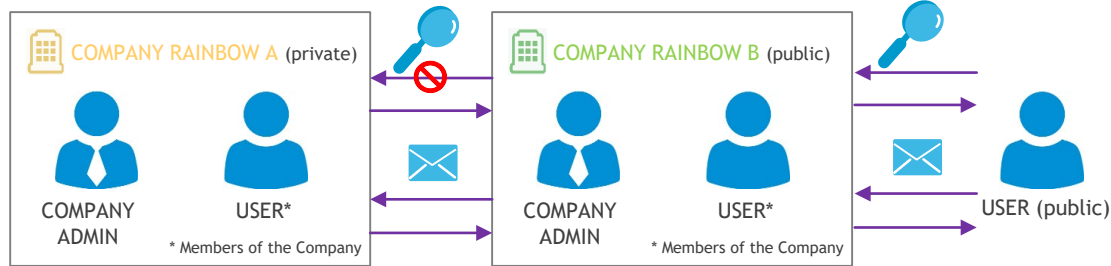 COMPANY RAINBOW A (private)
COMPANY ADMIN
USER*
* Members of the Company
COMPANY RAINBOW B (public)
COMPANY ADMIN
USER*
* Members of the Company
USER (public)